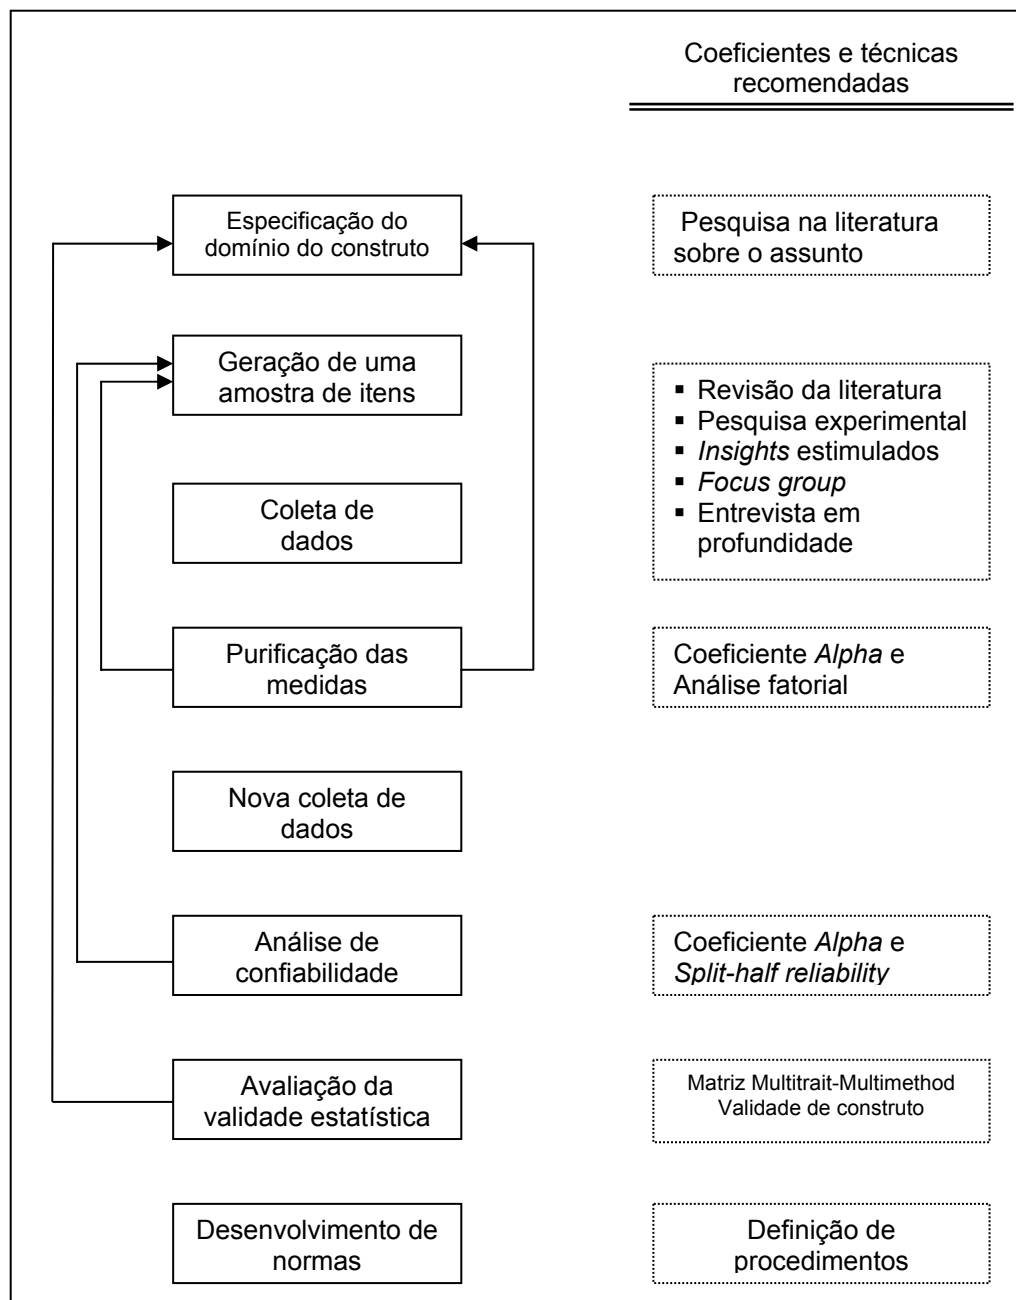 Coeficientes e técnicas
recomendadas
Especificação do
domínio do construto
Pesquisa na literatura
sobre o assunto
Geração de uma
amostra de itens
▪ Revisão da literatura
▪ Pesquisa experimental
▪ Insights estimulados
▪ Focus group
▪ Entrevista em
profundidade
Coleta de
dados
Purificação das
medidas
Coeficiente Alpha e
Análise fatorial
Nova coleta de
dados
Análise de
confiabilidade
Coeficiente Alpha e
Split-half reliability
Avaliação da
validade estatística
Matriz Multitrait-Multimethod
Validade de construto
Desenvolvimento de
normas
Definição de
procedimentos